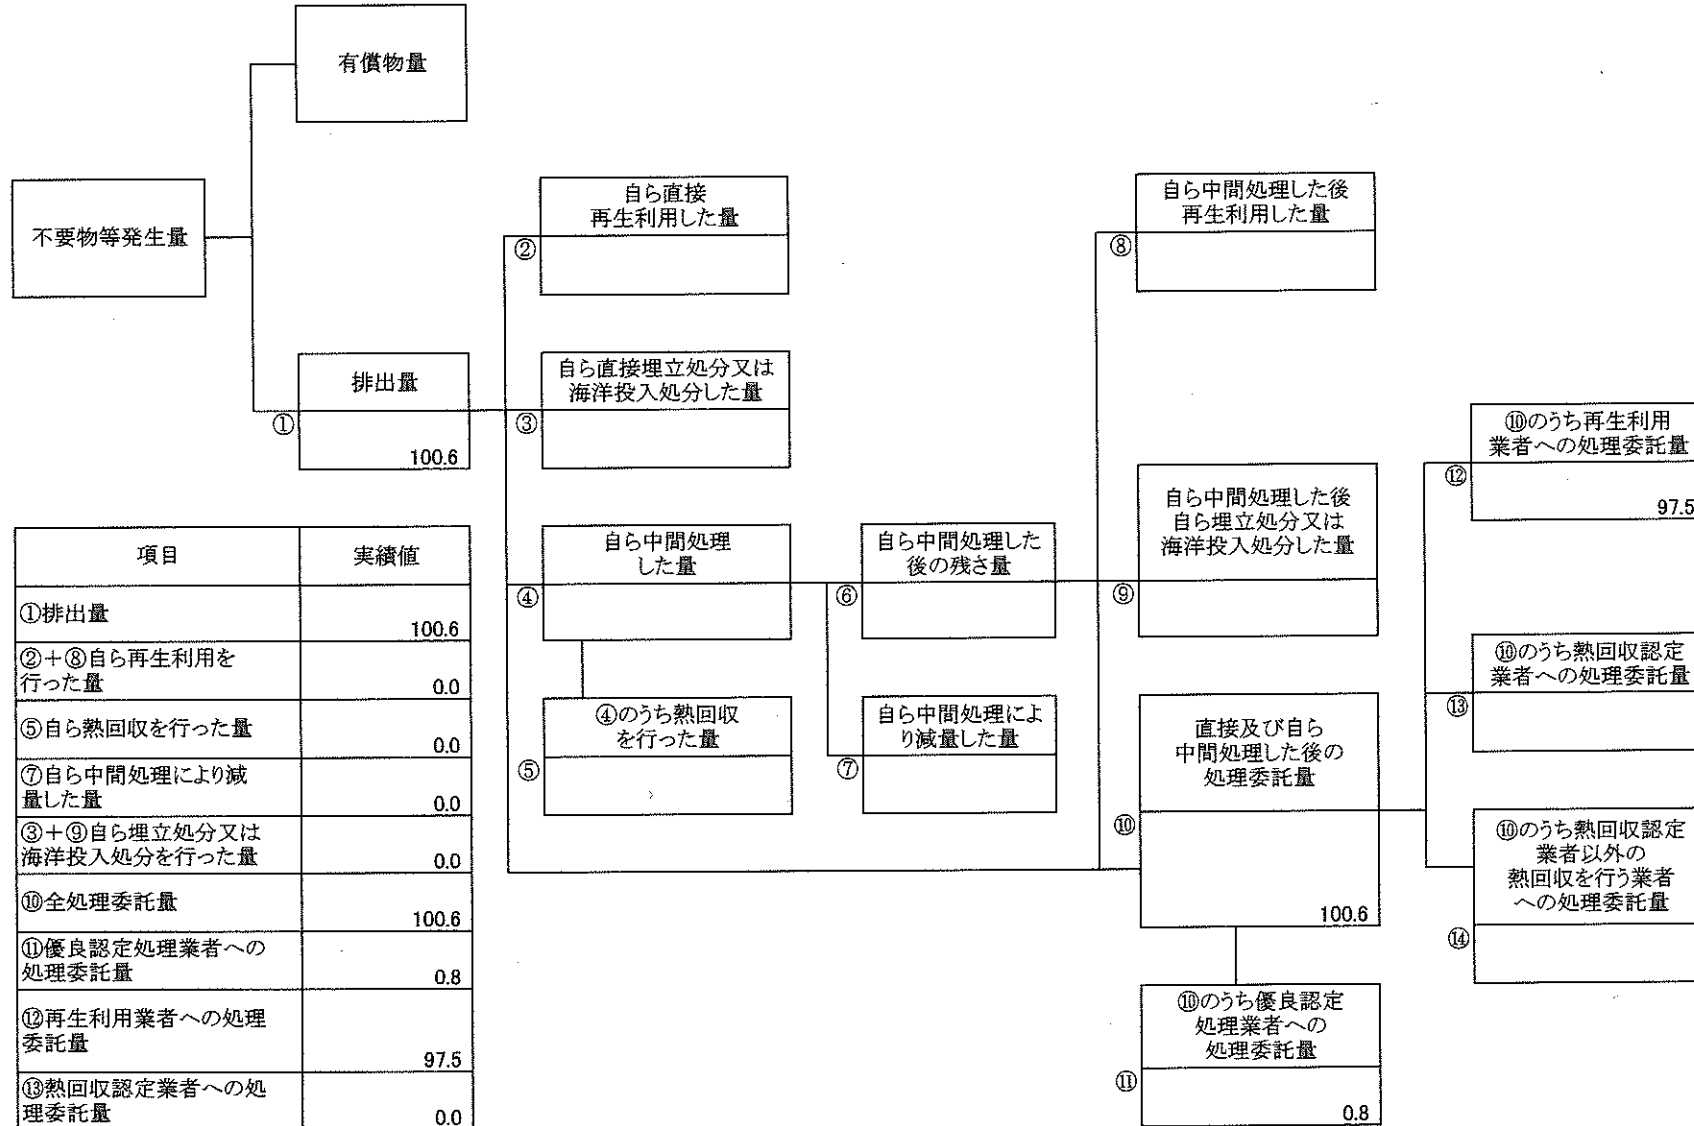 有償物量
不要物等発生量
排出量
①
100.6
自ら直接
再生利用した量
②
自ら直接埋立処分又は
海洋投入処分した量
③
自ら中間処理
した量
④
④のうち熱回収
を行った量
⑤
自ら中間処理した
後の残さ量
⑥
自ら中間処理によ
り減量した量
⑦
自ら中間処理した後
再生利用した量
⑧
自ら中間処理した後
自ら埋立処分又は
海洋投入処分した量
⑨
直接及び自ら
中間処理した後の
処理委託量
⑩
100.6
⑩のうち優良認定
処理業者への
処理委託量
⑪
0.8
⑩のうち再生利用
業者への処理委託量
⑫
97.5
⑩のうち熱回収認定
業者への処理委託量
⑬
⑩のうち熱回収認定
業者以外の
熱回収を行う業者
への処理委託量
⑭
項目 実績値
①排出量 100.6
②+⑧自ら再生利用を
行った量 0.0
⑤自ら熱回収を行った量 0.0
⑦自ら中間処理により減
量した量 0.0
③+⑨自ら埋立処分又は
海洋投入処分を行った量 0.0
⑩全処理委託量 100.6
⑪優良認定処理業者への
処理委託量 0.8
⑫再生利用業者への処理
委託量 97.5
⑬熱回収認定業者への処
理委託量 0.0